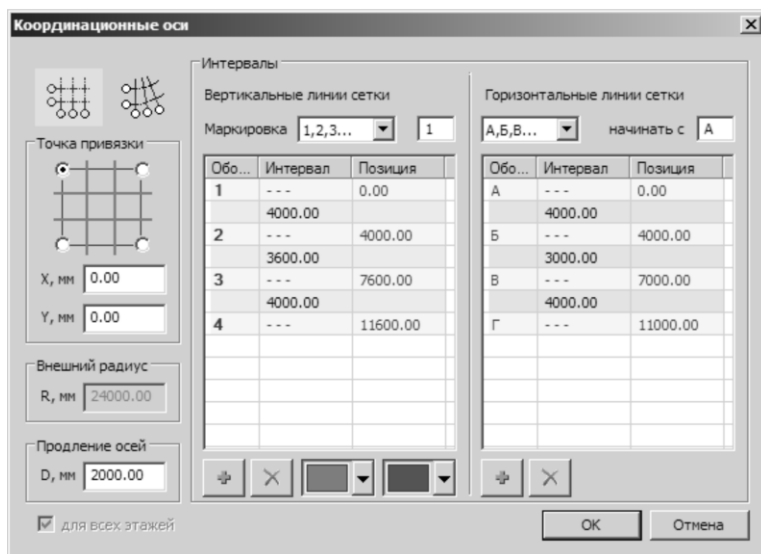 Координационные оси
Интервалы
Вертикальные линии сетки
Горизонтальные линии сетки
Маркировка 1,2,3... 1
А,Б,В... начинать с А
Точка привязки
X, мм 0.00
Y, мм 0.00
Внешний радиус
R, мм 24000.00
Продление осей
D, мм 2000.00
для всех этажей
Обо... Интервал Позиция
1 - - - 0.00
4000.00
2 - - - 4000.00
3600.00
3 - - - 7600.00
4000.00
4 - - - 11600.00
Обо... Интервал Позиция
А - - - 0.00
4000.00
Б - - - 4000.00
3000.00
В - - - 7000.00
4000.00
Г - - - 11000.00
OK Отмена